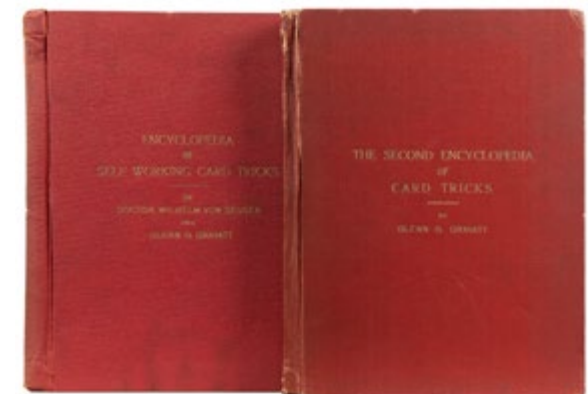 ENCYCLOPEDIA
OF
SELF WORKING CARD TRICKS
BY
DOCTOR WILHELM VON DEUSEN
AND
GLENN G. GRAVATT
THE SECOND ENCYCLOPEDIA
OF
CARD TRICKS
BY
GLENN G. GRAVATT